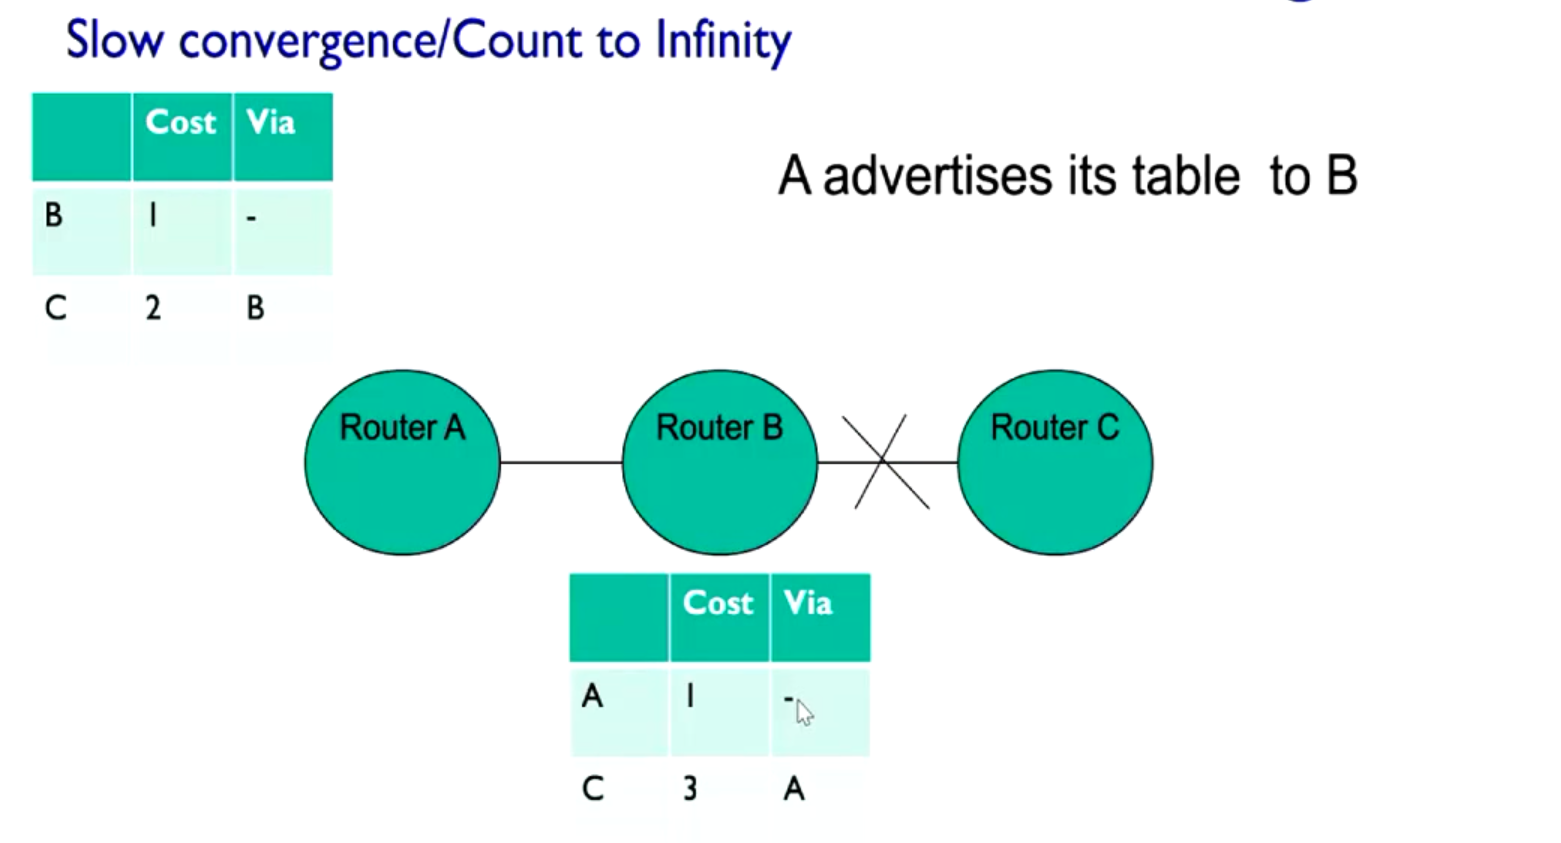 Slow convergence/Count to Infinity
Cost Via
B 1 -
C 2 B
A advertises its table to B
Router A
Router B
Router C
Cost Via
A 1 -
C 3 A